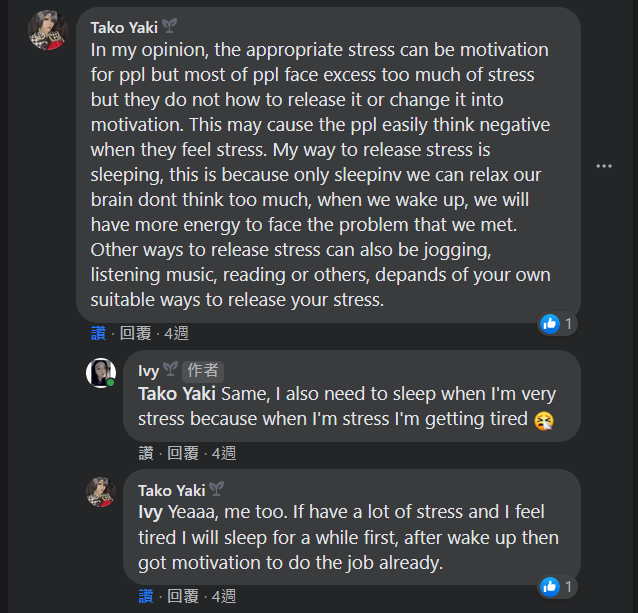 Tako Yaki
In my opinion, the appropriate stress can be motivation
for ppl but most of ppl face excess too much of stress
but they do not how to release it or change it into
motivation. This may cause the ppl easily think negative
when they feel stress. My way to release stress is
sleeping, this is because only sleepinv we can relax our
brain dont think too much, when we wake up, we will
have more energy to face the problem that we met.
Other ways to release stress can also be jogging,
listening music, reading or others, depands of your own
suitable ways to release your stress.
1
讚 · 回覆 · 4週
Ivy 作者
Tako Yaki Same, I also need to sleep when I'm very
stress because when I'm stress I'm getting tired 😤
讚 · 回覆 · 4週
Tako Yaki
Ivy Yeaaa, me too. If have a lot of stress and I feel
tired I will sleep for a while first, after wake up then
got motivation to do the job already.
1
讚 · 回覆 · 4週